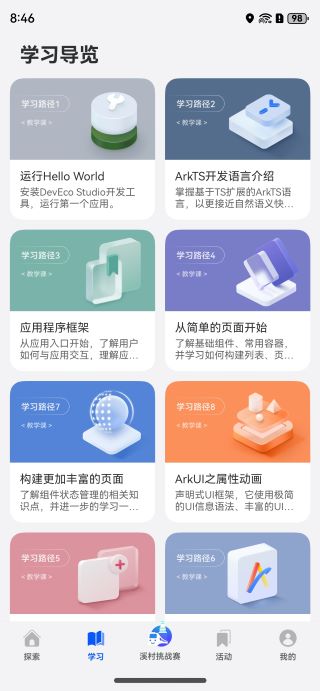 8:46
98
学习导览
学习路径1
< 教学课 >
运行Hello World
安装DevEco Studio开发工
具，运行第一个应用。
学习路径2
< 教学课 >
ArkTS开发语言介绍
掌握基于TS扩展的ArkTS语
言，以更接近自然语义快...
学习路径3
< 教学课 >
应用程序框架
从应用入口开始，了解用户
如何与应用交互，理解应...
学习路径4
< 教学课 >
从简单的页面开始
了解基础组件、常用容器，
并学习如何构建列表、页...
学习路径7
< 教学课 >
构建更加丰富的页面
了解组件状态管理的相关知
识点，并进一步的学习一...
学习路径8
< 教学课 >
ArkUI之属性动画
声明式UI框架，它使用极简
的UI信息语法、丰富的UI...
学习路径5
< 教学课 >
学习路径6
< 教学课 >
探索
学习
溪村挑战赛
活动
我的